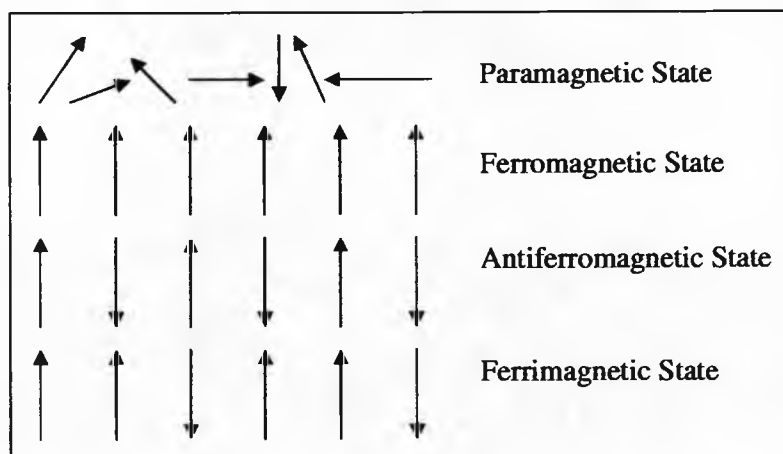 Paramagnetic State
Ferromagnetic State
Antiferromagnetic State
Ferrimagnetic State